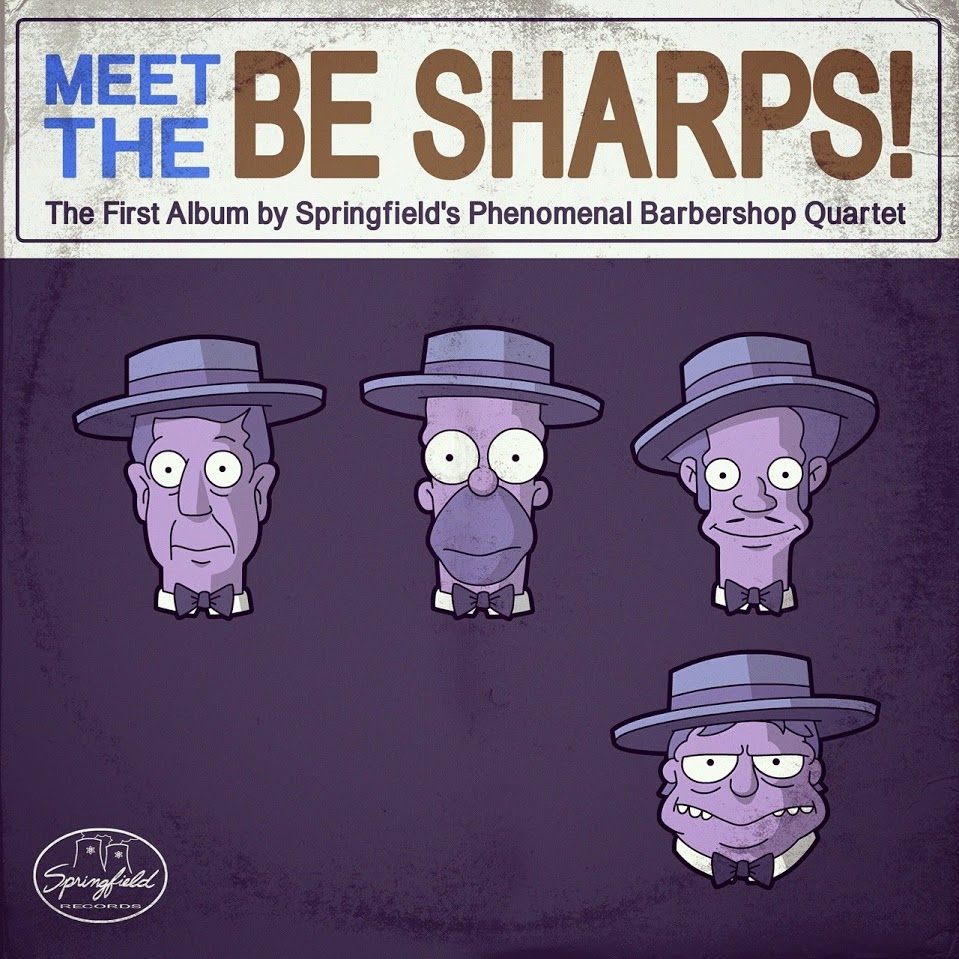 MEET
THE
BE SHARPS!
The First Album by Springfield's Phenomenal Barbershop Quartet
Springfield
RECORDS